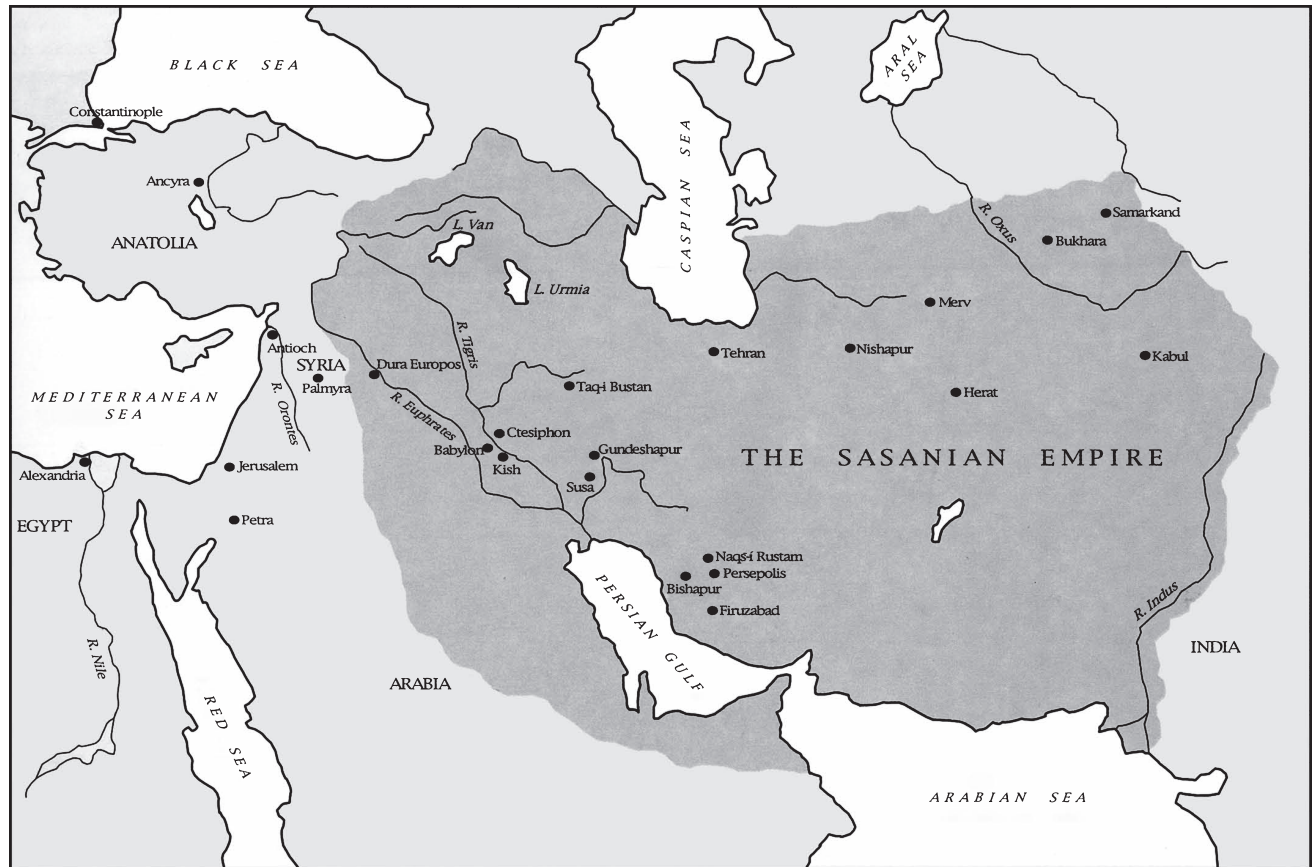 BLACK SEA
ARAL
SEA
Constantinople
CASPIAN SEA
Ancyra
ANATOLIA
L. Van
L. Urmia
R. Oxus
Samarkand
Bukhara
Merv
Antioch
SYRIA
Palmyra
R. Orontes
Dura Europos
R. Tigris
R. Euphrates
Taq-i Bustan
Tehran
Nishapur
Kabul
Herat
MEDITERRANEAN
SEA
Ctesiphon
Babylon
Kish
Gundeshapur
Susa
THE SASANIAN EMPIRE
Alexandria
Jerusalem
EGYPT
Petra
Naqs-i Rustam
Persepolis
Bishapur
Firuzabad
PERSIAN GULF
R. Indus
INDIA
R. Nile
ARABIA
RED SEA
ARABIAN SEA